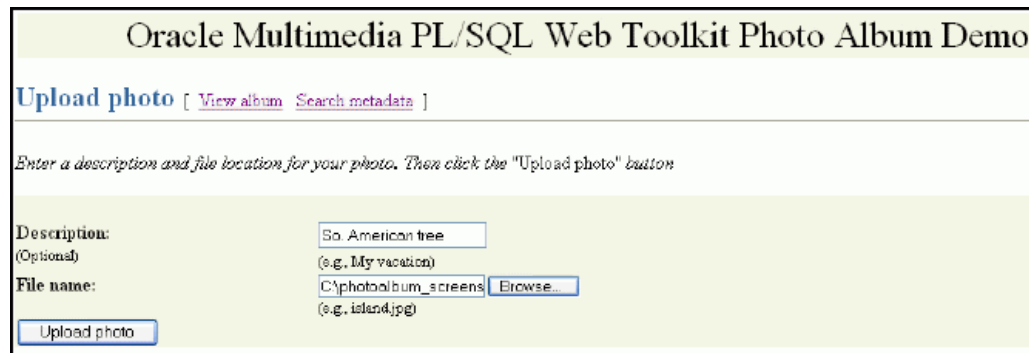 Oracle Multimedia PL/SQL Web Toolkit Photo Album Demo
Upload photo [ View album Search metadata ]
Enter a description and file location for your photo. Then click the "Upload photo" button
Description: So. American tree
(Optional) (e.g., My vacation)
File name: C:\photoalbum_screens Browse...
(e.g., island.jpg)
Upload photo